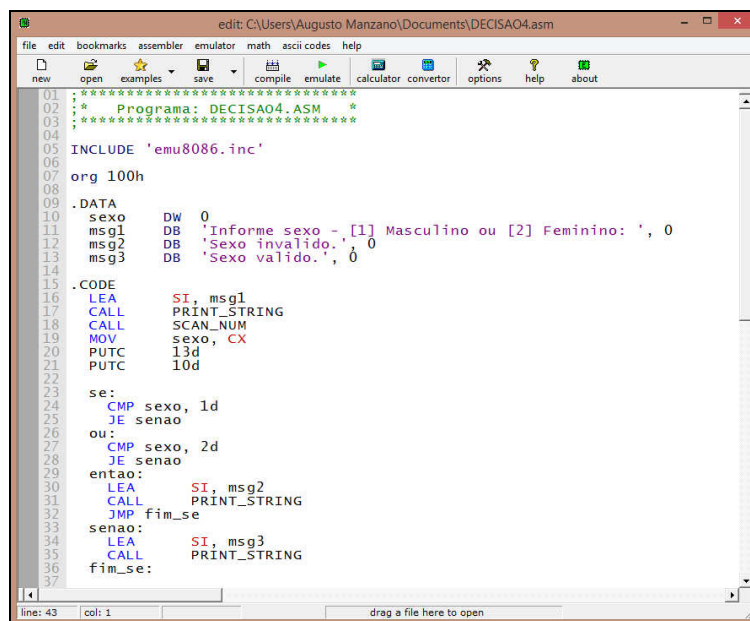 edit: C:\Users\Augusto Manzano\Documents\DECISAO4.asm
file edit bookmarks assembler emulator math ascii codes help
new open examples save compile emulate calculator convertor options help about
01 ;*******************************
02 ;*   Programa: DECISAO4.ASM    *
03 ;*******************************
04
05 INCLUDE 'emu8086.inc'
06
07 org 100h
08
09 .DATA
10   sexo    DW  0
11   msg1    DB  'Informe sexo - [1] Masculino ou [2] Feminino: ', 0
12   msg2    DB  'Sexo invalido.', 0
13   msg3    DB  'Sexo valido.', 0
14
15 .CODE
16   LEA      SI, msg1
17   CALL     PRINT_STRING
18   CALL     SCAN_NUM
19   MOV      sexo, CX
20   PUTC     13d
21   PUTC     10d
22
23   se:
24     CMP sexo, 1d
25     JE senao
26   ou:
27     CMP sexo, 2d
28     JE senao
29   entao:
30     LEA      SI, msg2
31     CALL     PRINT_STRING
32     JMP fim_se
33   senao:
34     LEA      SI, msg3
35     CALL     PRINT_STRING
36   fim_se:
37
line: 43 col: 1 drag a file here to open